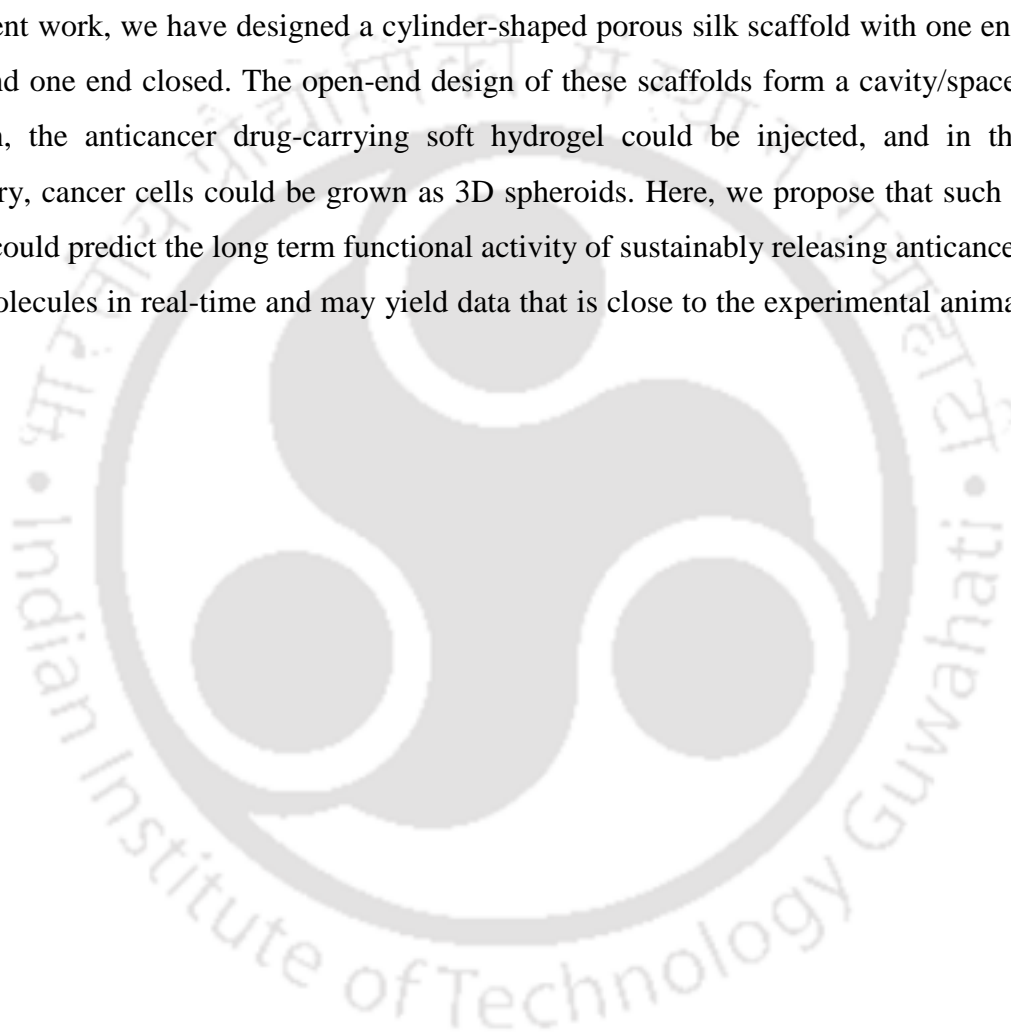 ent work, we have designed a cylinder-shaped porous silk scaffold with one en
nd one end closed. The open-end design of these scaffolds form a cavity/space
n, the anticancer drug-carrying soft hydrogel could be injected, and in th
ry, cancer cells could be grown as 3D spheroids. Here, we propose that such
could predict the long term functional activity of sustainably releasing anticance
olecules in real-time and may yield data that is close to the experimental anima
Indian Institute of Technology Guwahati